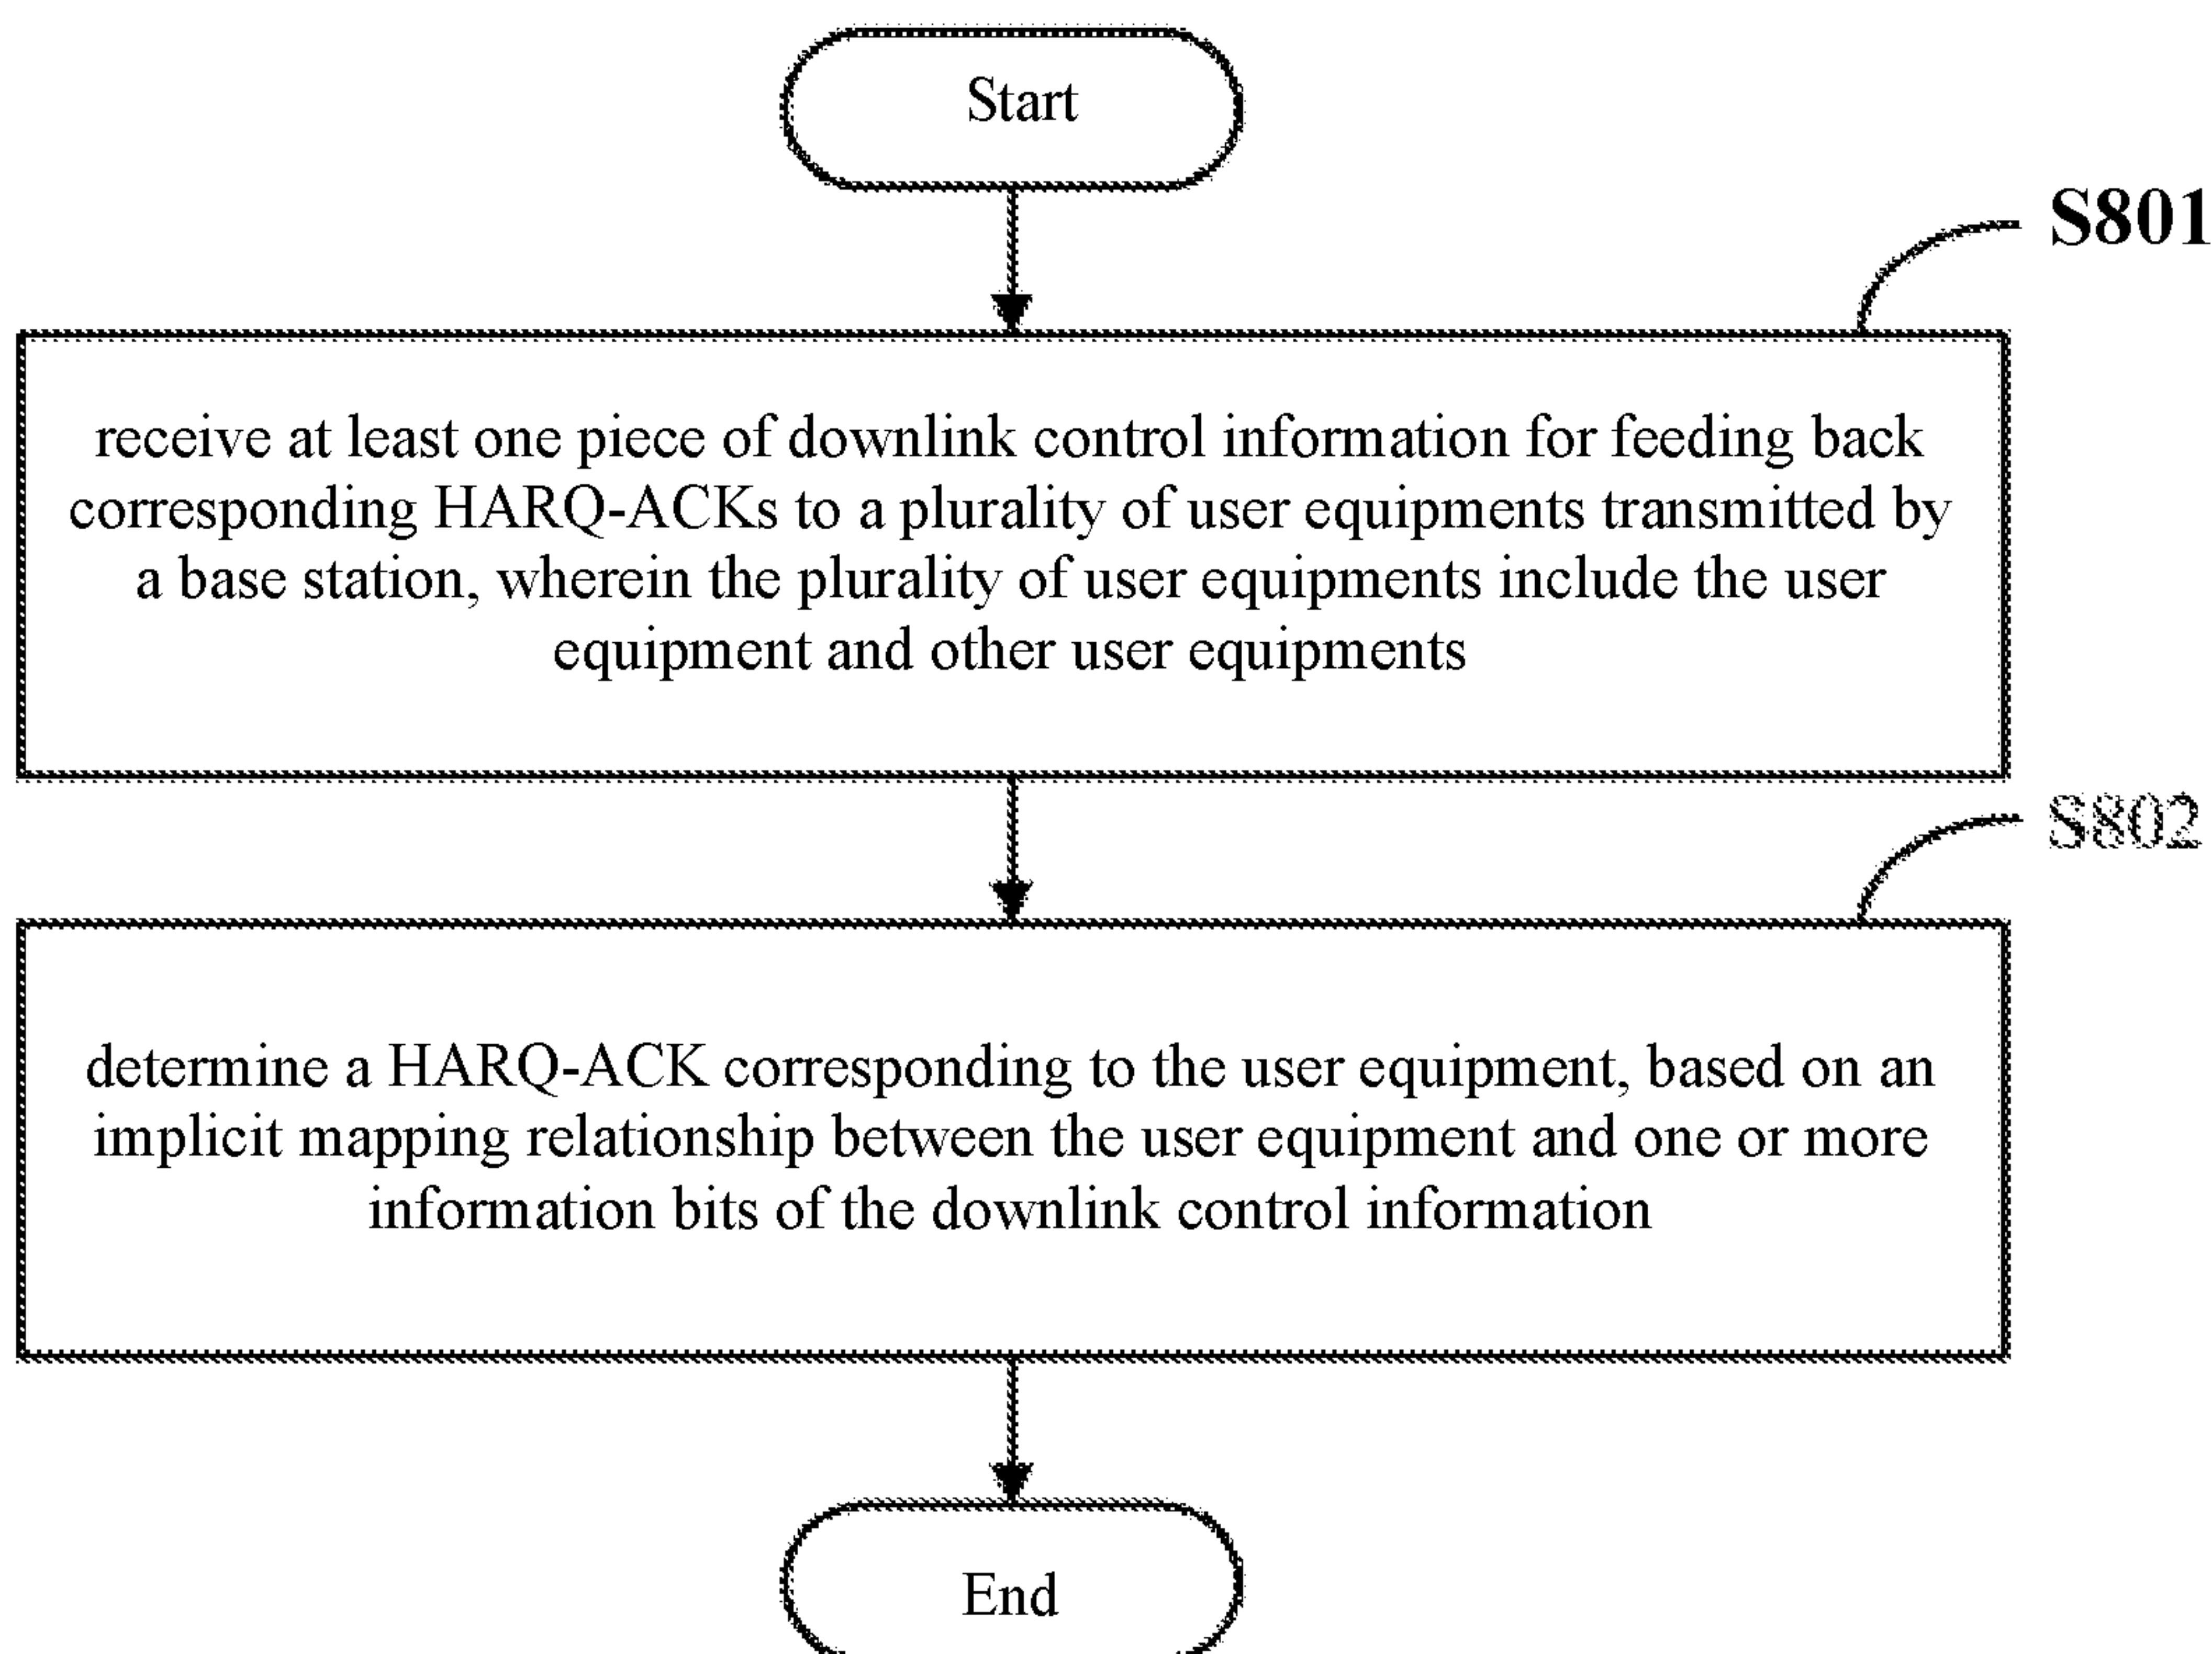 Start
S801
receive at least one piece of downlink control information for feeding back
corresponding HARQ-ACKs to a plurality of user equipments transmitted by
a base station, wherein the plurality of user equipments include the user
equipment and other user equipments
S802
determine a HARQ-ACK corresponding to the user equipment, based on an
implicit mapping relationship between the user equipment and one or more
information bits of the downlink control information
End